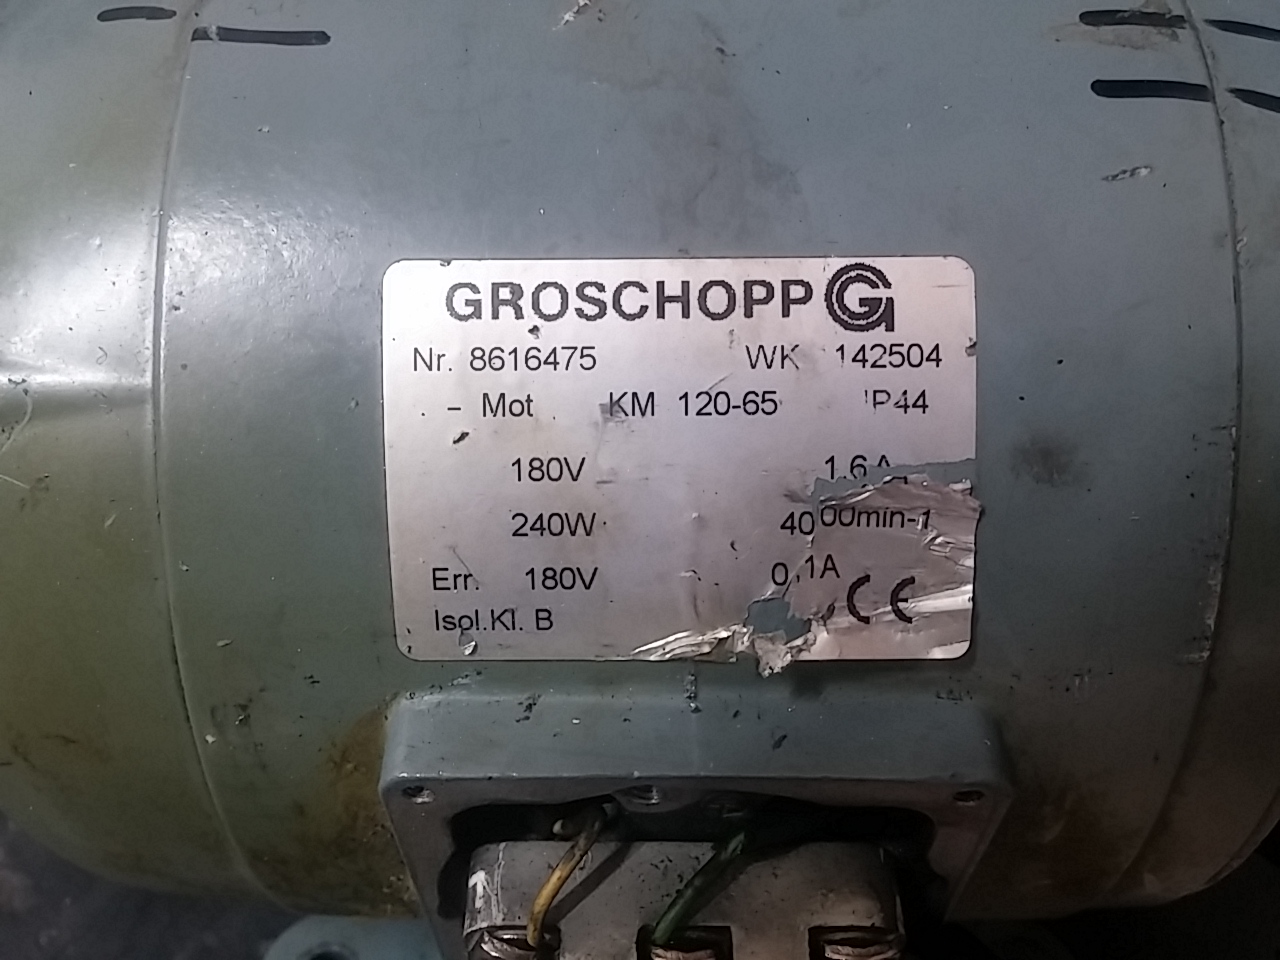 GROSCHOPP
Nr. 8616475 WK 142504
. – Mot KM 120-65 IP44
180V 1.6 A
240W 4000min-1
Err. 180V 0,1A
Isol.Kl. B CE